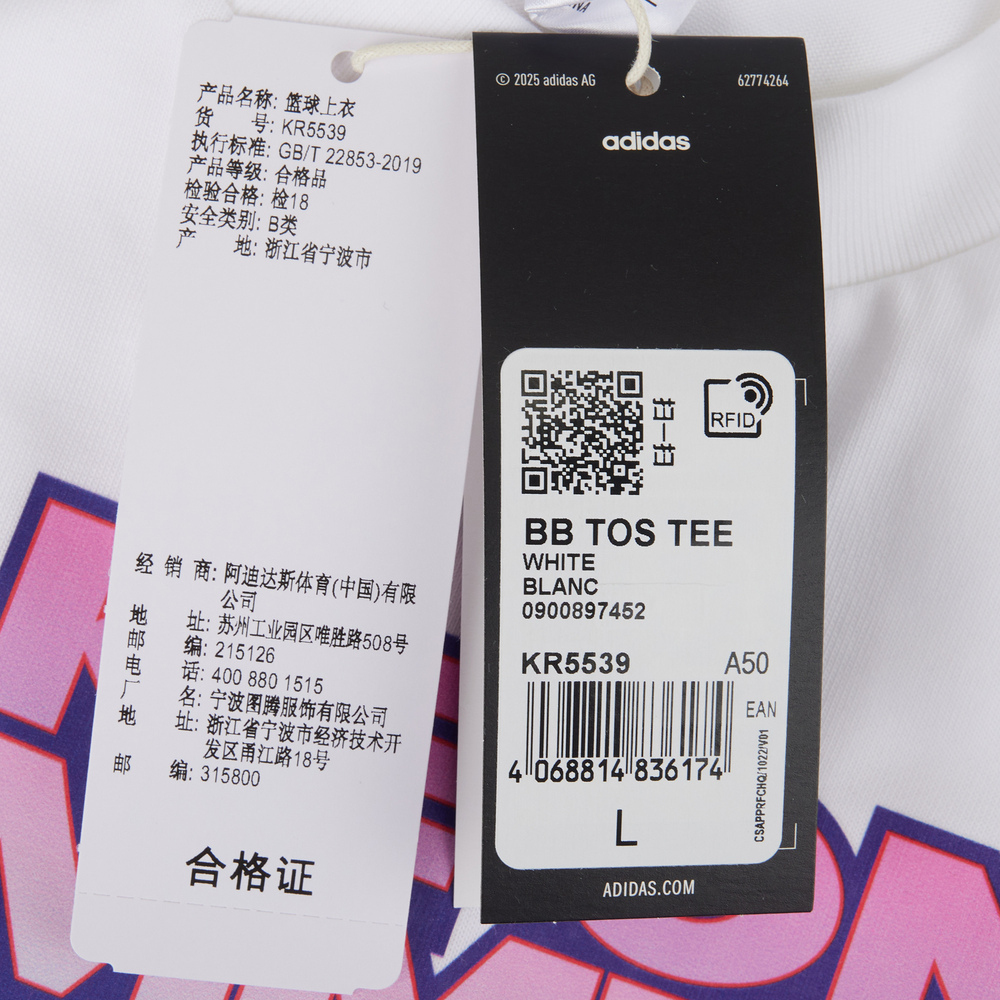 产品名称: 篮球上衣
货 号: KR5539
执行标准: GB/T 22853-2019
产品等级: 合格品
检验合格: 检18
安全类别: B类
产 地: 浙江省宁波市
经 销 商: 阿迪达斯体育(中国)有限
公司
地 址: 苏州工业园区唯胜路508号
邮 编: 215126
电 话: 400 880 1515
厂 名: 宁波图腾服饰有限公司
地 址: 浙江省宁波市经济技术开
发区甬江路18号
邮 编: 315800
合格证
© 2025 adidas AG
62774264
adidas
扫一扫
RFID
BB TOS TEE
WHITE
BLANC
0900897452
KR5539 A50
EAN
4 068814 836174
CSAPPRFCHQ/1022/V01
L
ADIDAS.COM